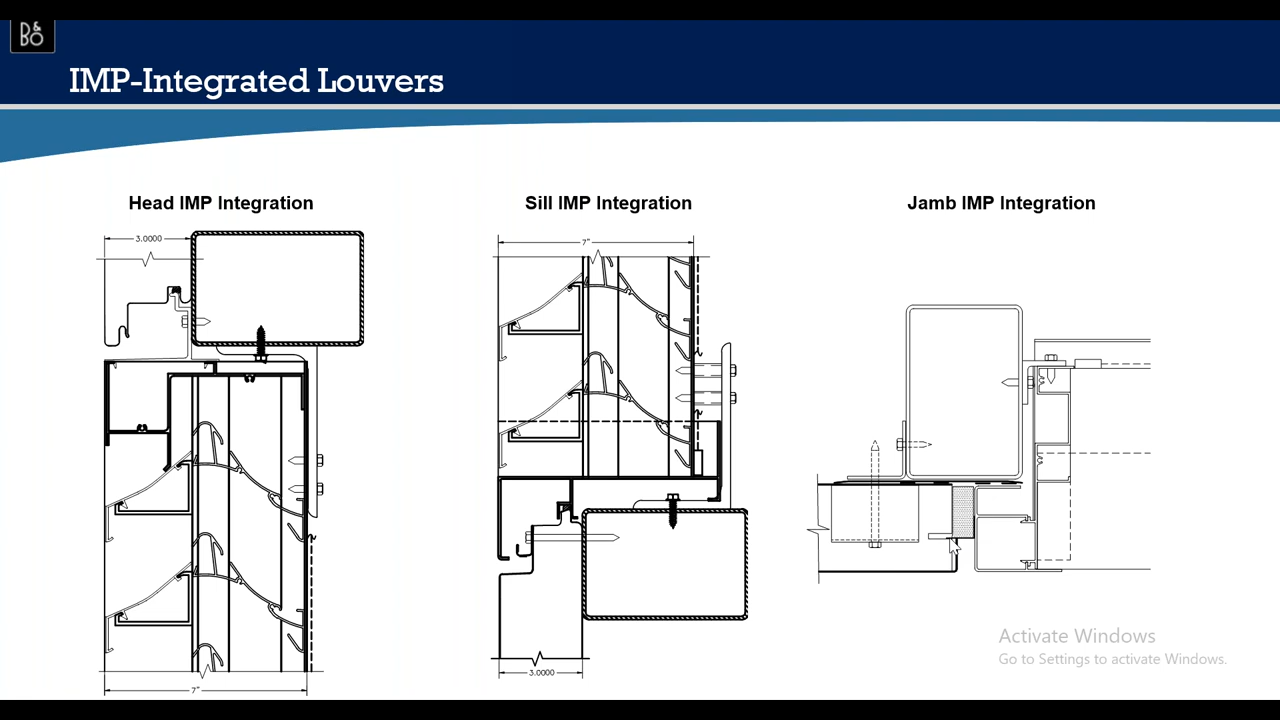 B&
BO
IMP-Integrated Louvers
Head IMP Integration
Sill IMP Integration
Jamb IMP Integration
3.0000
7"
7"
3.0000
Activate Windows
Go to Settings to activate Windows.